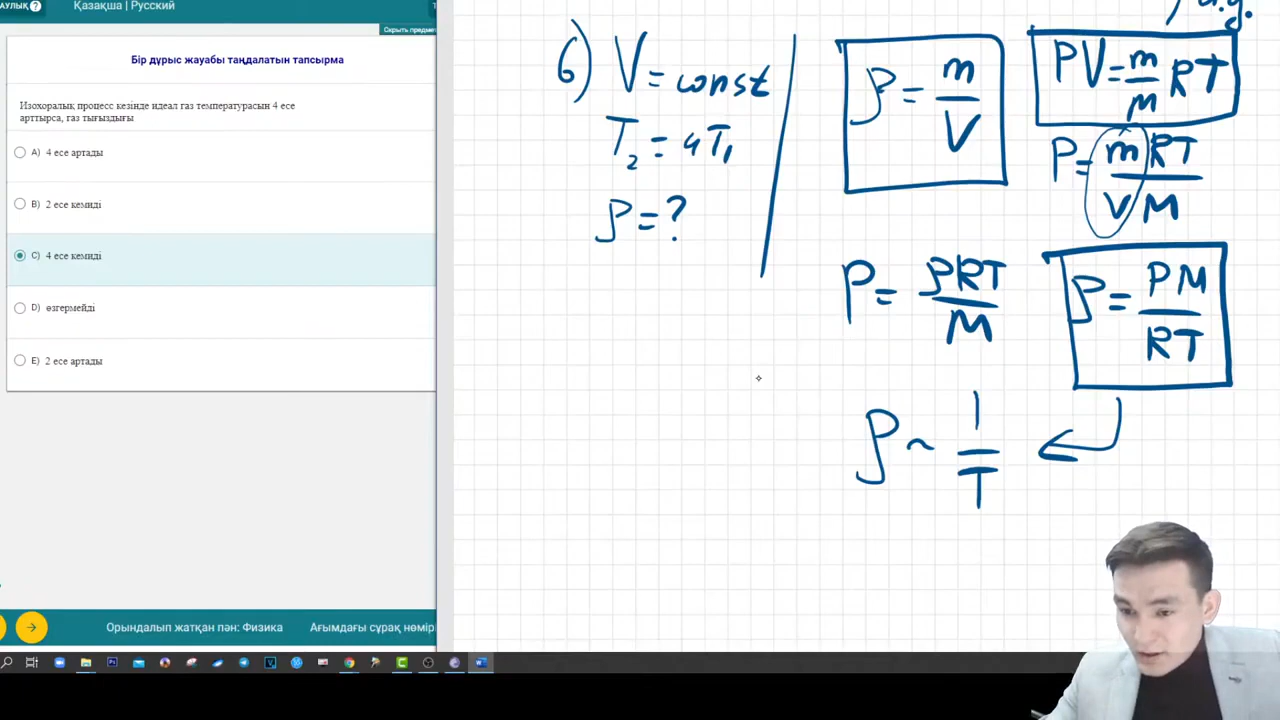 Қазақша | Русский
Бір дұрыс жауабы таңдалатын тапсырма
Изохоралық процесс кезінде идеал газ температурасын 4 есе
арттырса, газ тығыздығы
A) 4 есе артады
B) 2 есе кемиді
C) 4 есе кемиді
D) өзгермейді
E) 2 есе артады
Орындалып жатқан пән: Физика
Ағымдағы сұрақ
6) V = const
T₂ = 4T₁
ρ = ?
ρ = m/V
PV = m/M RT
P = mRT/VM
P = ρRT/M
ρ = PM/RT
ρ ~ 1/T